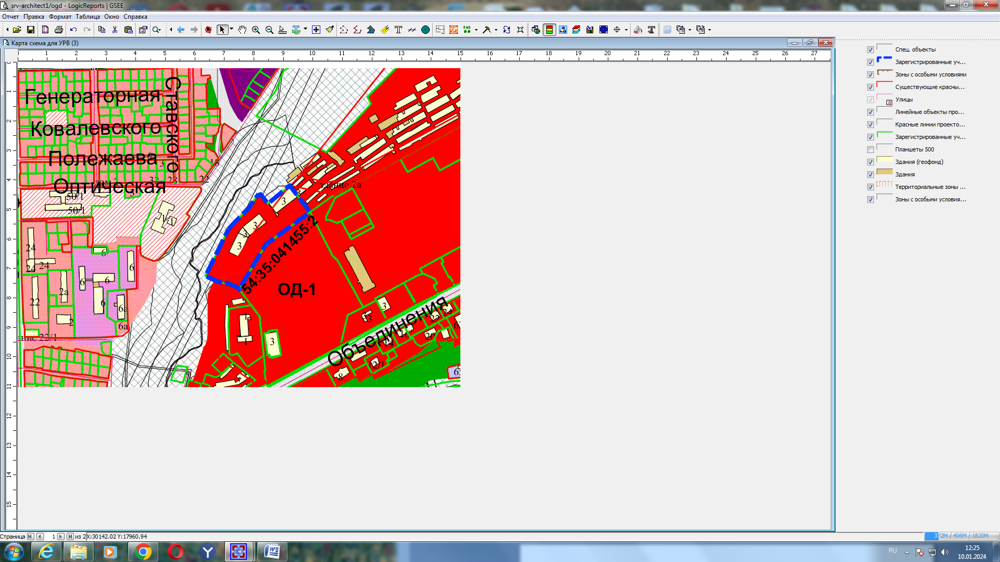 srv-architect1/ogd - LogicReports | GSEE
Отчет Правка Формат Таблица Окно Справка
Карта схема для УРВ (3)
1 2 3 4 5 6 7 8 9 10 11 12 13 14 15 16 17 18 19 20 21 22 23 24 25 26 27
Генераторная
Ставского
Ковалевского
Полежаева
Оптическая
50/1
50/1
здание 2а
54:35:041455:2
ОД-1
Объединения
24
24
24
22
2а
2
6
6
6
6
6
6а
6а
22/1
3
3
3
3
3
1
1
8
12/1
Спец. объекты
Зарегистрированные уч...
Зоны с особыми условиями
Существующие красны...
Улицы
Линейные объекты про...
Красные линии проекто...
Зарегистрированные уч...
Планшеты 500
Здания (геофонд)
Здания
Территориальные зоны ...
Зоны с особыми условия...
Страница 1 из 2 X:30142.02 Y:17960.94
372M / 406M / 1820M
RU
12:25
10.01.2024